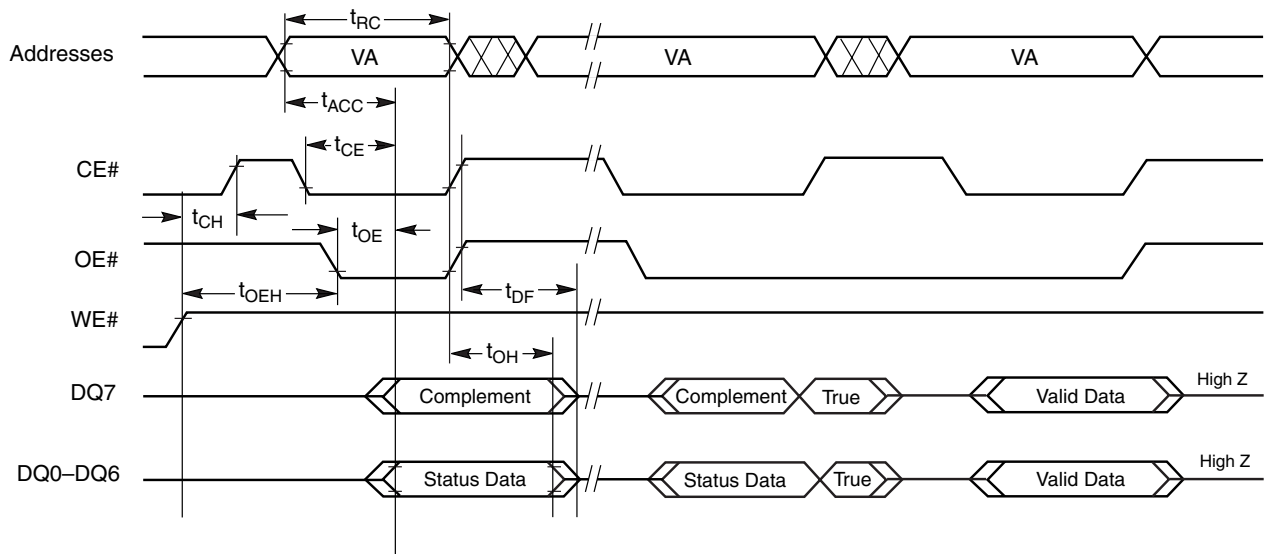 tRC
Addresses VA VA VA
tACC
tCE
CE#
tCH
tOE
OE#
tOEH
tDF
WE#
tOH
DQ7 Complement Complement True Valid Data High Z
DQ0–DQ6 Status Data Status Data True Valid Data High Z